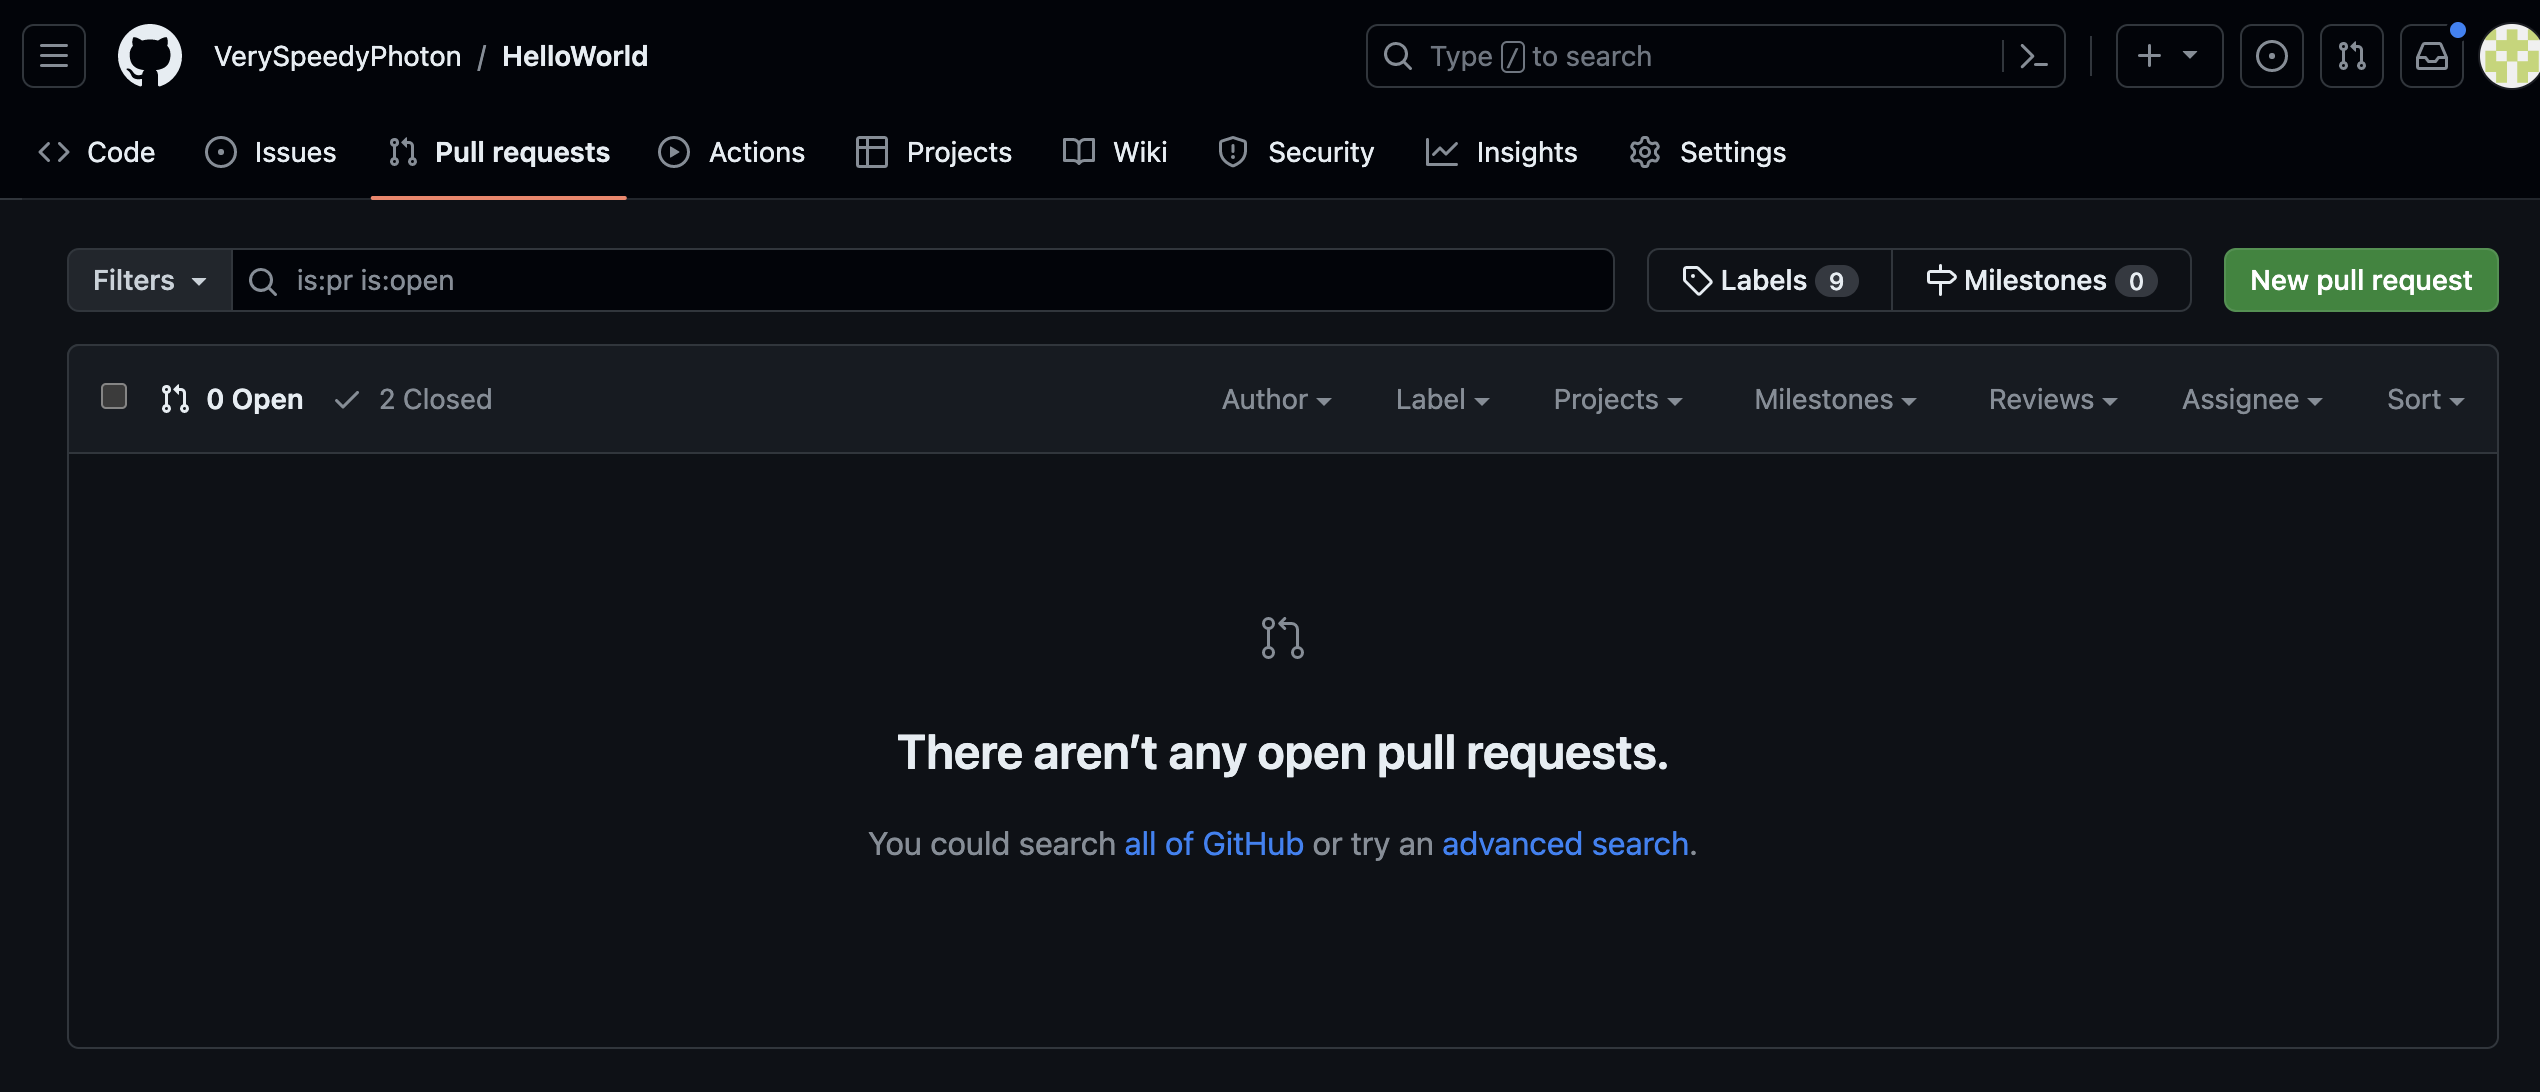 VerySpeedyPhoton / HelloWorld
Type / to search
Code Issues Pull requests Actions Projects Wiki Security Insights Settings
Filters is:pr is:open Labels 9 Milestones 0 New pull request
0 Open 2 Closed Author Label Projects Milestones Reviews Assignee Sort
There aren’t any open pull requests.
You could search all of GitHub or try an advanced search.